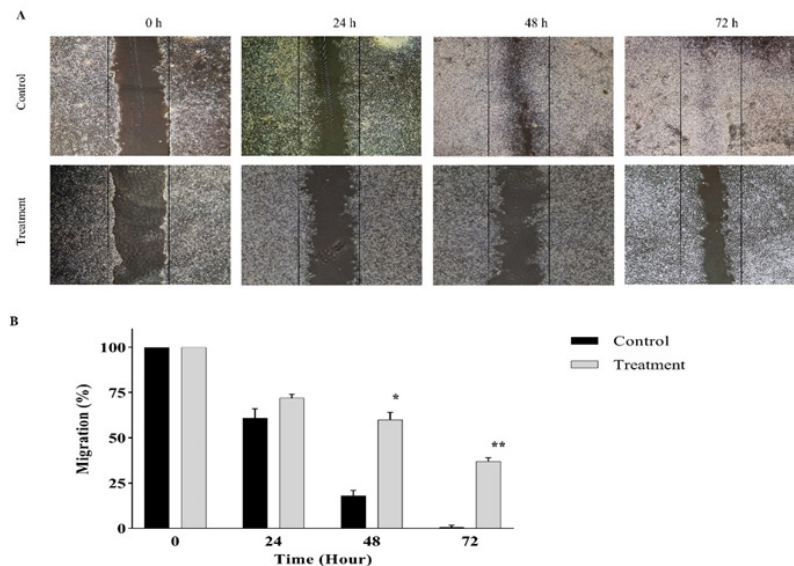 A
0 h 24 h 48 h 72 h
Control
Treatment
B
Control
Treatment
Migration (%)
100
75
50
25
0
*
**
0 24 48 72
Time (Hour)